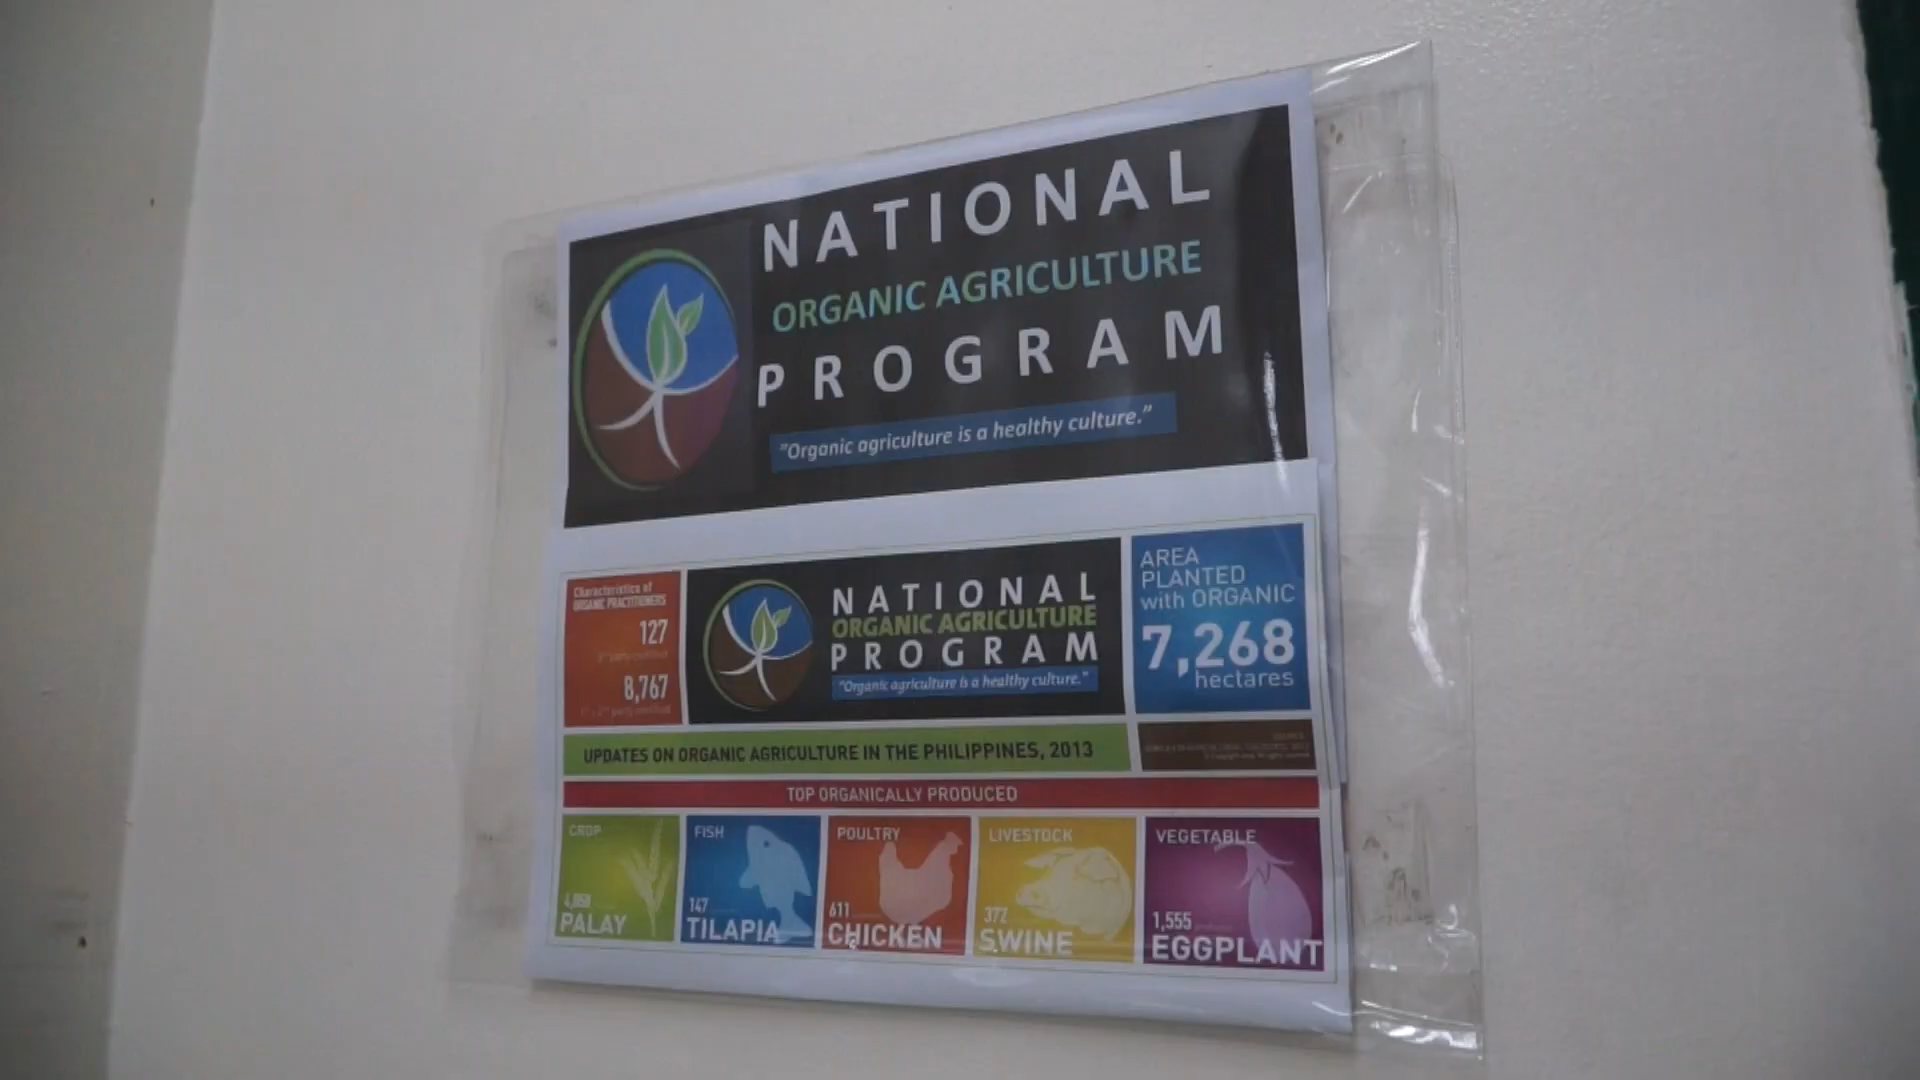 NATIONAL
ORGANIC AGRICULTURE
PROGRAM
"Organic agriculture is a healthy culture."
Characteristics of
ORGANIC PRACTITIONERS
127
8,767
NATIONAL
ORGANIC AGRICULTURE
PROGRAM
"Organic agriculture is a healthy culture."
AREA
PLANTED
with ORGANIC
7,268
hectares
UPDATES ON ORGANIC AGRICULTURE IN THE PHILIPPINES, 2013
TOP ORGANICALLY PRODUCED
CROP
PALAY
FISH
147
TILAPIA
POULTRY
611
CHICKEN
LIVESTOCK
372
SWINE
VEGETABLE
1,555
EGGPLANT